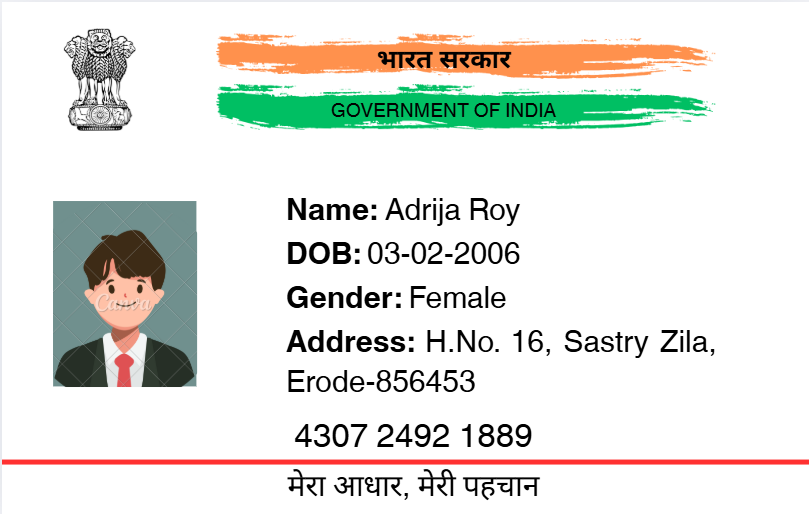 भारत सरकार
GOVERNMENT OF INDIA
Canva
Name: Adrija Roy
DOB: 03-02-2006
Gender: Female
Address: H.No. 16, Sastry Zila,
Erode-856453
4307 2492 1889
मेरा आधार, मेरी पहचान